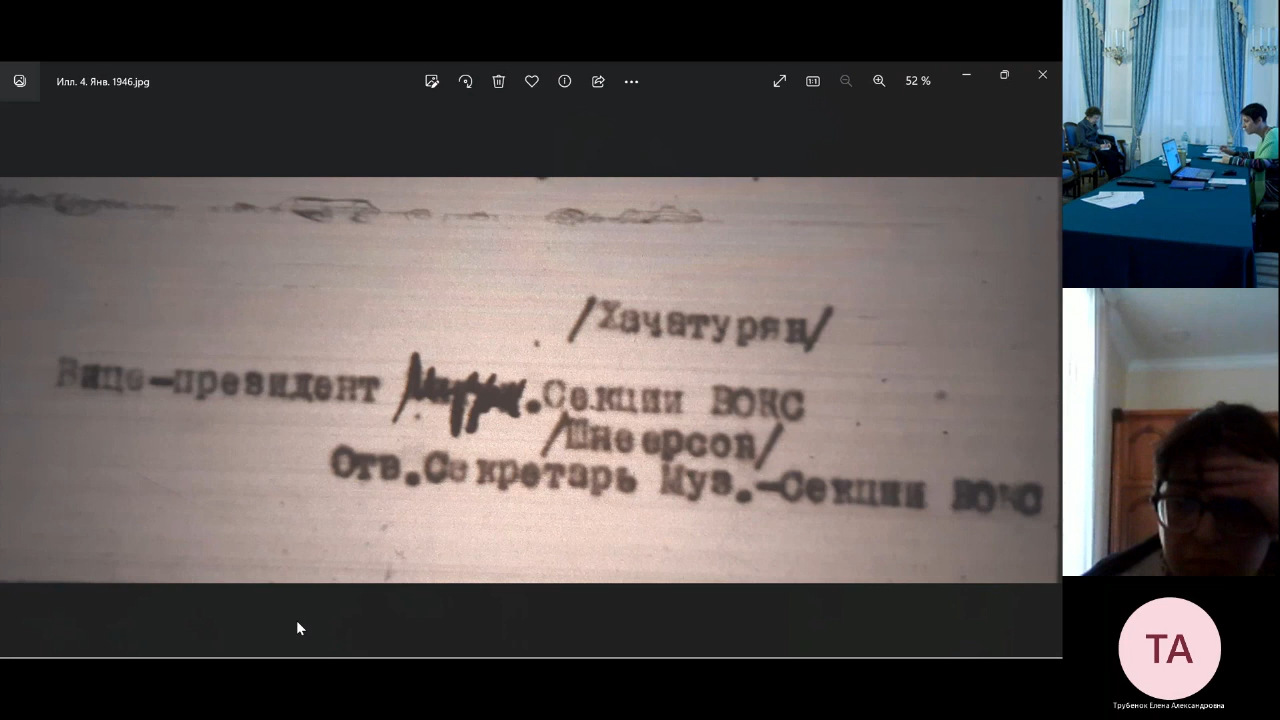 Илл. 4. Янв. 1946.jpg
52 %
/Хачатурян/
Вице-президент .Секции ВОКС
/Шнеерсон/
Отв.Секретарь Муз.-Секции ВОКС
TA
Трубенок Елена Александровна